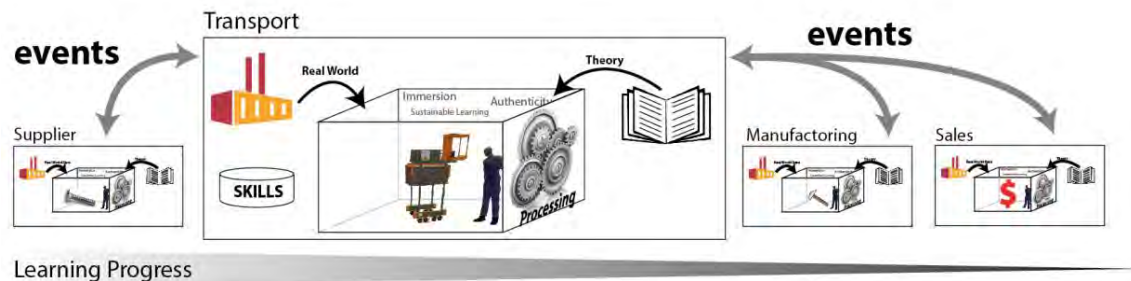 Transport
events
events
Real World
Theory
Immersion
Authenticity
Sustainable Learning
Supplier
Manufactoring
Sales
SKILLS
Processing
$
Learning Progress